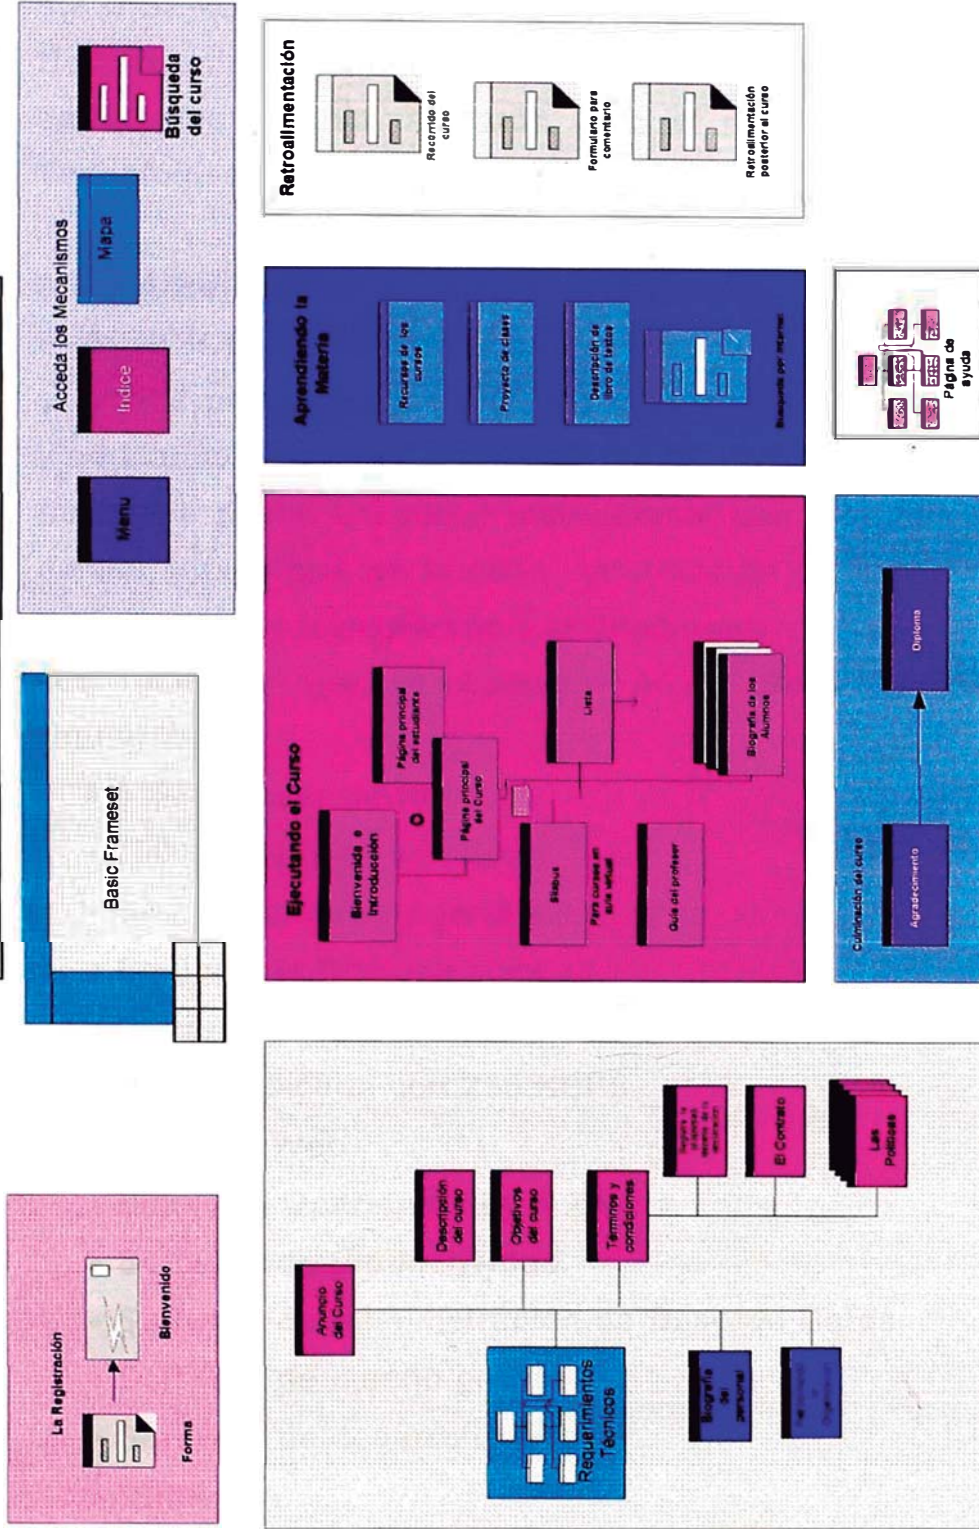 La Registración
Forma
Bienvenido
Basic Frameset
Acceda los Mecanismos
Menu
Indice
Mapa
Búsqueda
del curso
Anuncio
del Curso
Descripción
del curso
Objetivos
del curso
Terminos y
condiciones
El Contrato
Las
Políticas
Requerimientos
Técnicos
Biografía
del
personal
Ejecutando el Curso
Bienvenida e
Introducción
Página principal
del estudiante
Página principal
del Curso
Silabus
Para cursos en
aula virtual
Guía del profesor
Lista
Biografía de los
Alumnos
Aprendiendo la
Materia
Recursos de los
cursos
Proyecto de clases
Descripción de
libro de textos
Búsqueda por Internet
Retroalimentación
Recorrido del
curso
Formulario para
comentario
Retroalimentación
posterior al curso
Culminación del curso
Agradecimiento
Diploma
Página de
ayuda